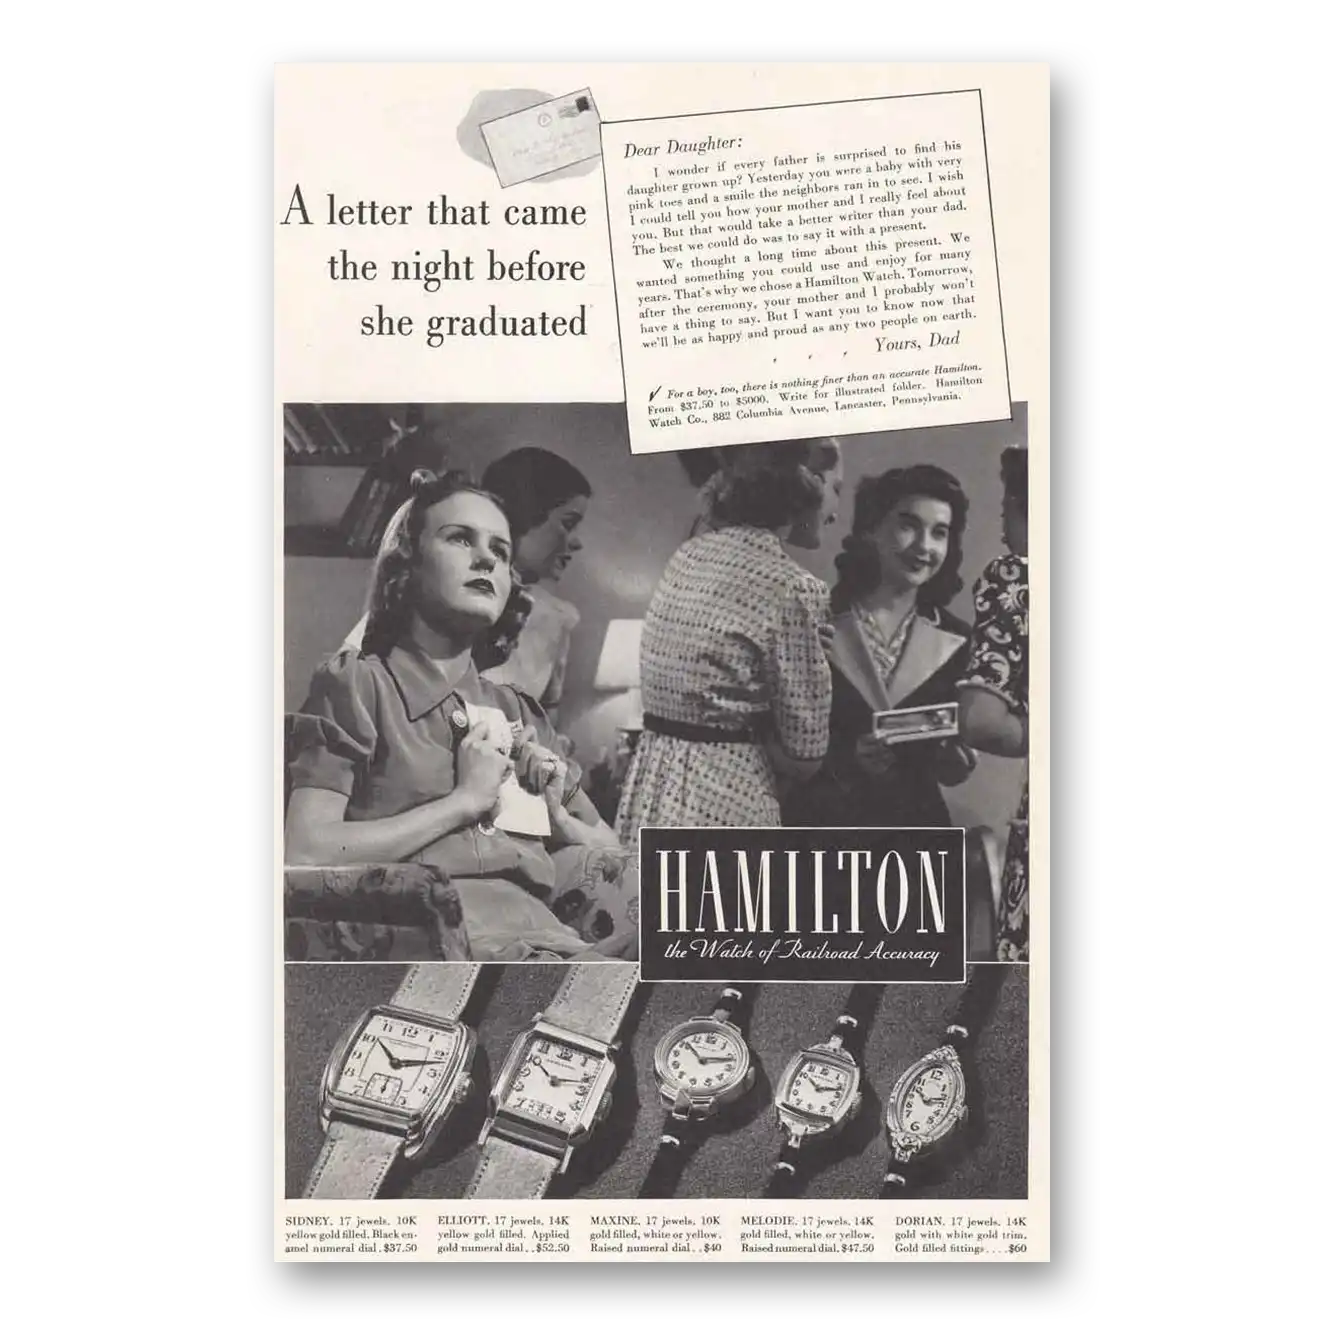 A letter that came
the night before
she graduated
Dear Daughter:
I wonder if every father is surprised to find his
daughter grown up? Yesterday you were a baby with very
pink toes and a smile the neighbors ran in to see. I wish
I could tell you how your mother and I really feel about
you. But that would take a better writer than your dad.
The best we could do was to say it with a present.
We thought a long time about this present. We
wanted something you could use and enjoy for many
years. That's why we chose a Hamilton Watch. Tomorrow,
after the ceremony, your mother and I probably won't
have a thing to say. But I want you to know now that
we'll be as happy and proud as any two people on earth.
Yours, Dad
✓ For a boy, too, there is nothing finer than an accurate Hamilton.
From $37.50 to $5000. Write for illustrated folder. Hamilton
Watch Co., 882 Columbia Avenue, Lancaster, Pennsylvania.
HAMILTON
the Watch of Railroad Accuracy
SIDNEY. 17 jewels. 10K
yellow gold filled. Black en-
amel numeral dial . $37.50
ELLIOTT. 17 jewels. 14K
yellow gold filled. Applied
gold numeral dial . . $52.50
MAXINE. 17 jewels. 10K
gold filled, white or yellow.
Raised numeral dial . . $40
MELODIE. 17 jewels. 14K
gold filled, white or yellow.
Raised numeral dial. $47.50
DORIAN. 17 jewels. 14K
gold with white gold trim.
Gold filled fittings . . . . $60